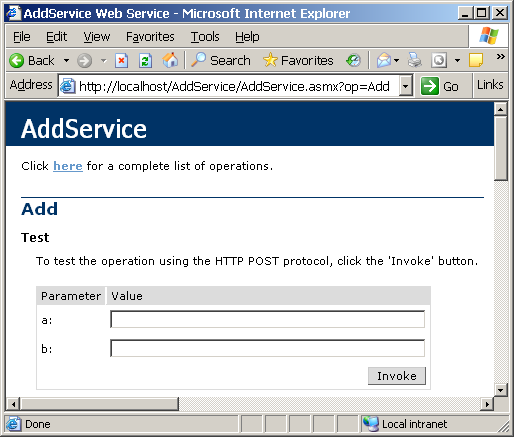 AddService Web Service - Microsoft Internet Explorer
File Edit View Favorites Tools Help
Back Search Favorites
Address http://localhost/AddService/AddService.asmx?op=Add Go Links
AddService
Click here for a complete list of operations.
Add
Test
To test the operation using the HTTP POST protocol, click the 'Invoke' button.
Parameter Value
a:
b:
Invoke
Done Local intranet